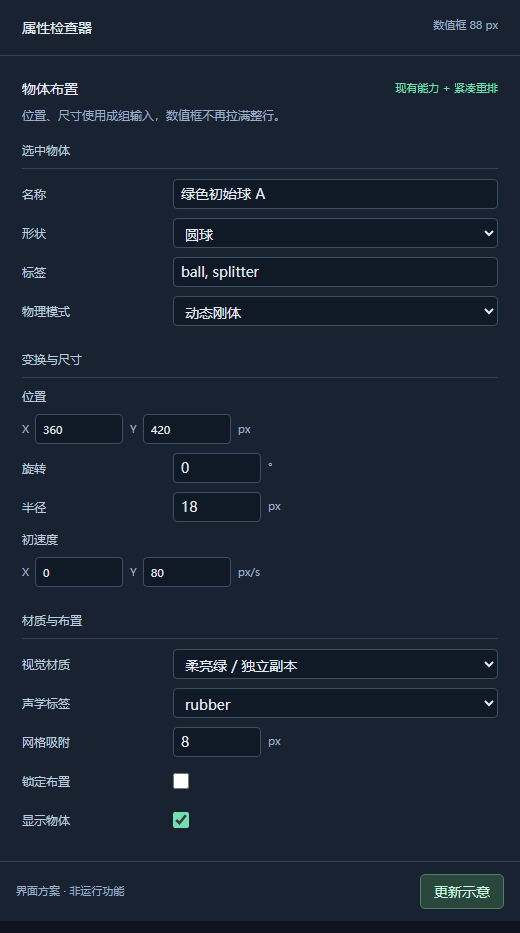 属性检查器 数值框 88 px
物体布置 现有能力 + 紧凑重排
位置、尺寸使用成组输入，数值框不再拉满整行。
选中物体
名称 绿色初始球 A
形状 圆球
标签 ball, splitter
物理模式 动态刚体
变换与尺寸
位置
X 360 Y 420 px
旋转 0 °
半径 18 px
初速度
X 0 Y 80 px/s
材质与布置
视觉材质 柔亮绿 / 独立副本
声学标签 rubber
网格吸附 8 px
锁定布置
显示物体
界面方案 · 非运行功能 更新示意